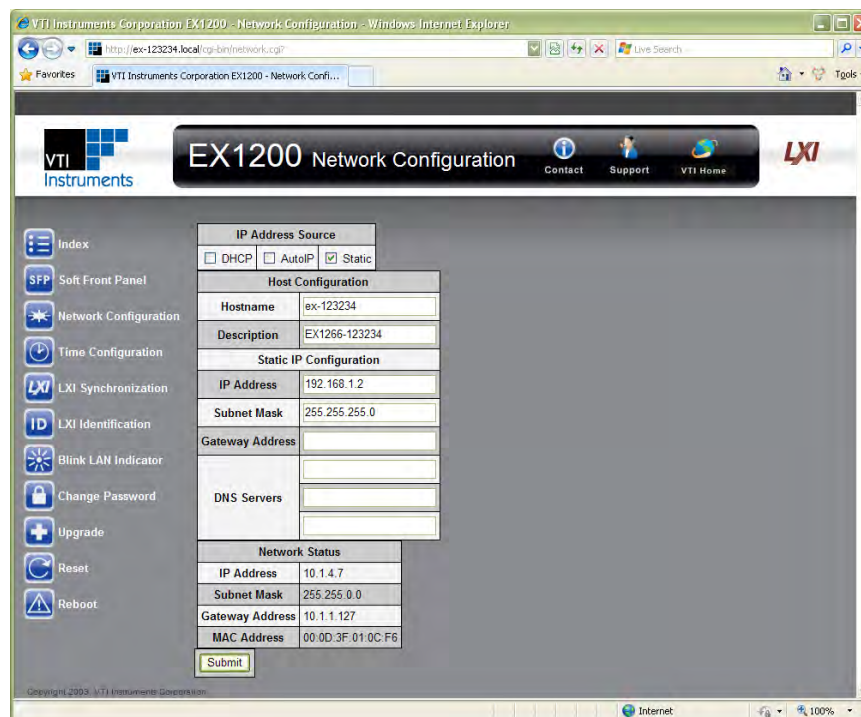 VTI Instruments Corporation EX1200 - Network Configuration - Windows Internet Explorer
http://ex-123234.local/cgi-bin/network.cgi?
Live Search
Favorites
VTI Instruments Corporation EX1200 - Network Confi...
Tools
VTI
Instruments
EX1200 Network Configuration
Contact
Support
VTI Home
LXI
Index
SFP Soft Front Panel
Network Configuration
Time Configuration
LXI LXI Synchronization
ID LXI Identification
Blink LAN Indicator
Change Password
Upgrade
Reset
Reboot
IP Address Source
DHCP AutoIP Static
Host Configuration
Hostname ex-123234
Description EX1266-123234
Static IP Configuration
IP Address 192.168.1.2
Subnet Mask 255.255.255.0
Gateway Address
DNS Servers
Network Status
IP Address 10.1.4.7
Subnet Mask 255.255.0.0
Gateway Address 10.1.1.127
MAC Address 00:0D:3F:01:0C:F6
Submit
Copyright 2009, VTI Instruments Corporation
Internet
100%